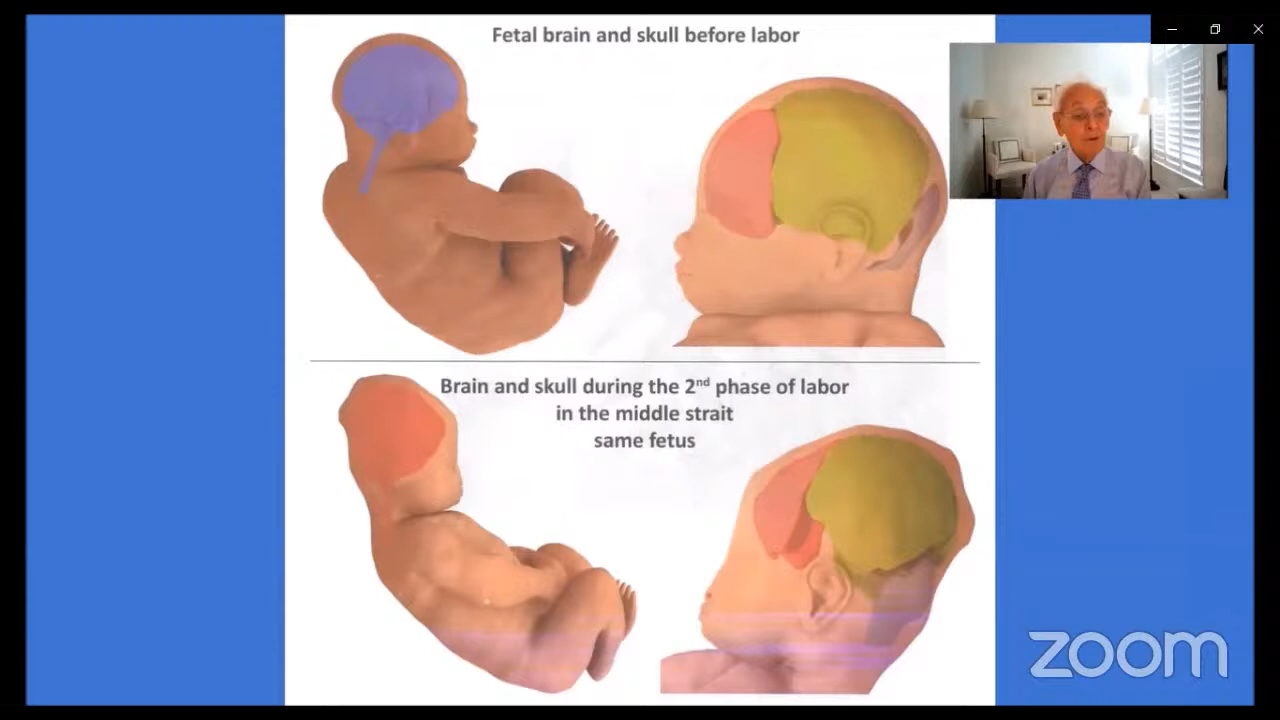 Fetal brain and skull before labor
Brain and skull during the 2nd phase of labor
in the middle strait
same fetus
zoom